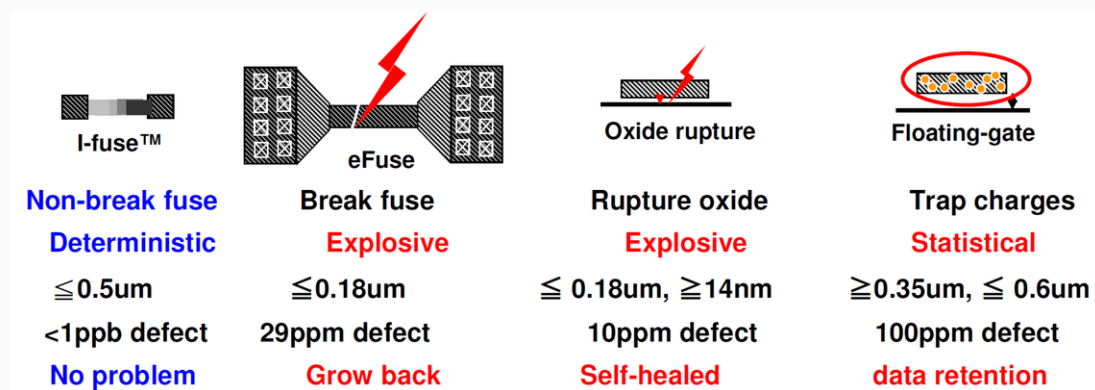 I-fuse™
eFuse
Oxide rupture
Floating-gate
Non-break fuse
Break fuse
Rupture oxide
Trap charges
Deterministic
Explosive
Explosive
Statistical
≦0.5um
≦0.18um
≦ 0.18um, ≧14nm
≧0.35um, ≦ 0.6um
<1ppb defect
29ppm defect
10ppm defect
100ppm defect
No problem
Grow back
Self-healed
data retention